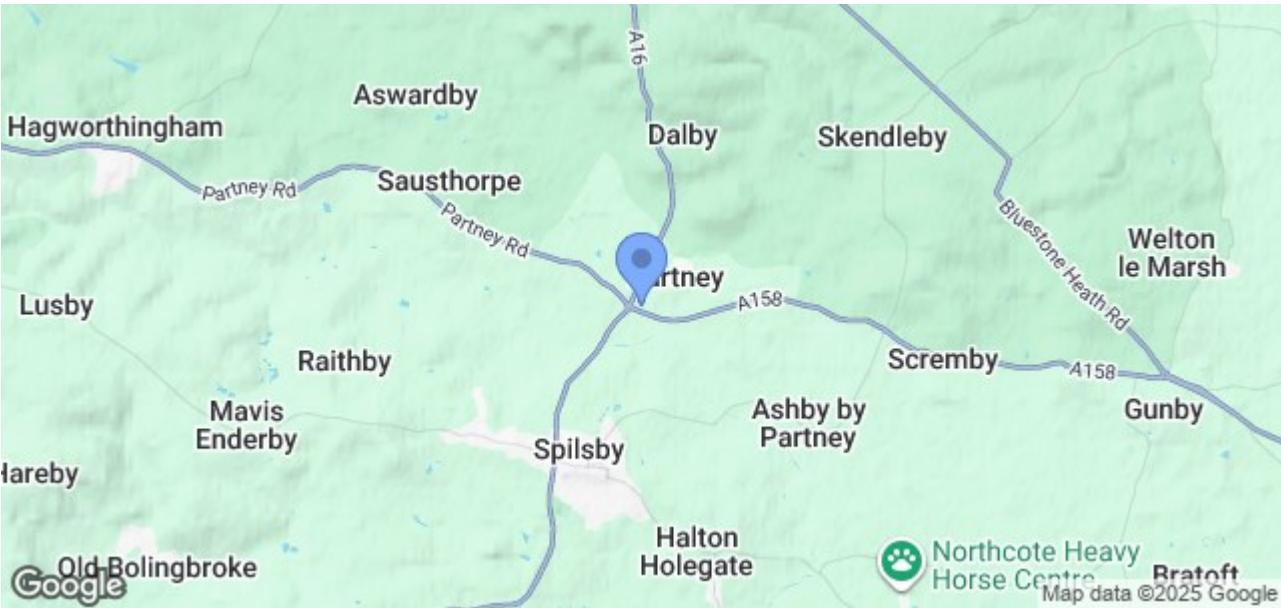 A16
Aswardby
Hagworthingham
Dalby
Skendleby
Partney Rd
Sausthorpe
Partney Rd
Bluestone Heath Rd
Welton
le Marsh
rtney
A158
Lusby
Raithby
Scremby
A158
Mavis
Enderby
Ashby by
Partney
Gunby
Spilsby
Hareby
Halton
Holegate
Northcote Heavy
Horse Centre
Old Bolingbroke
Bratoft
Google
Map data ©2025 Google